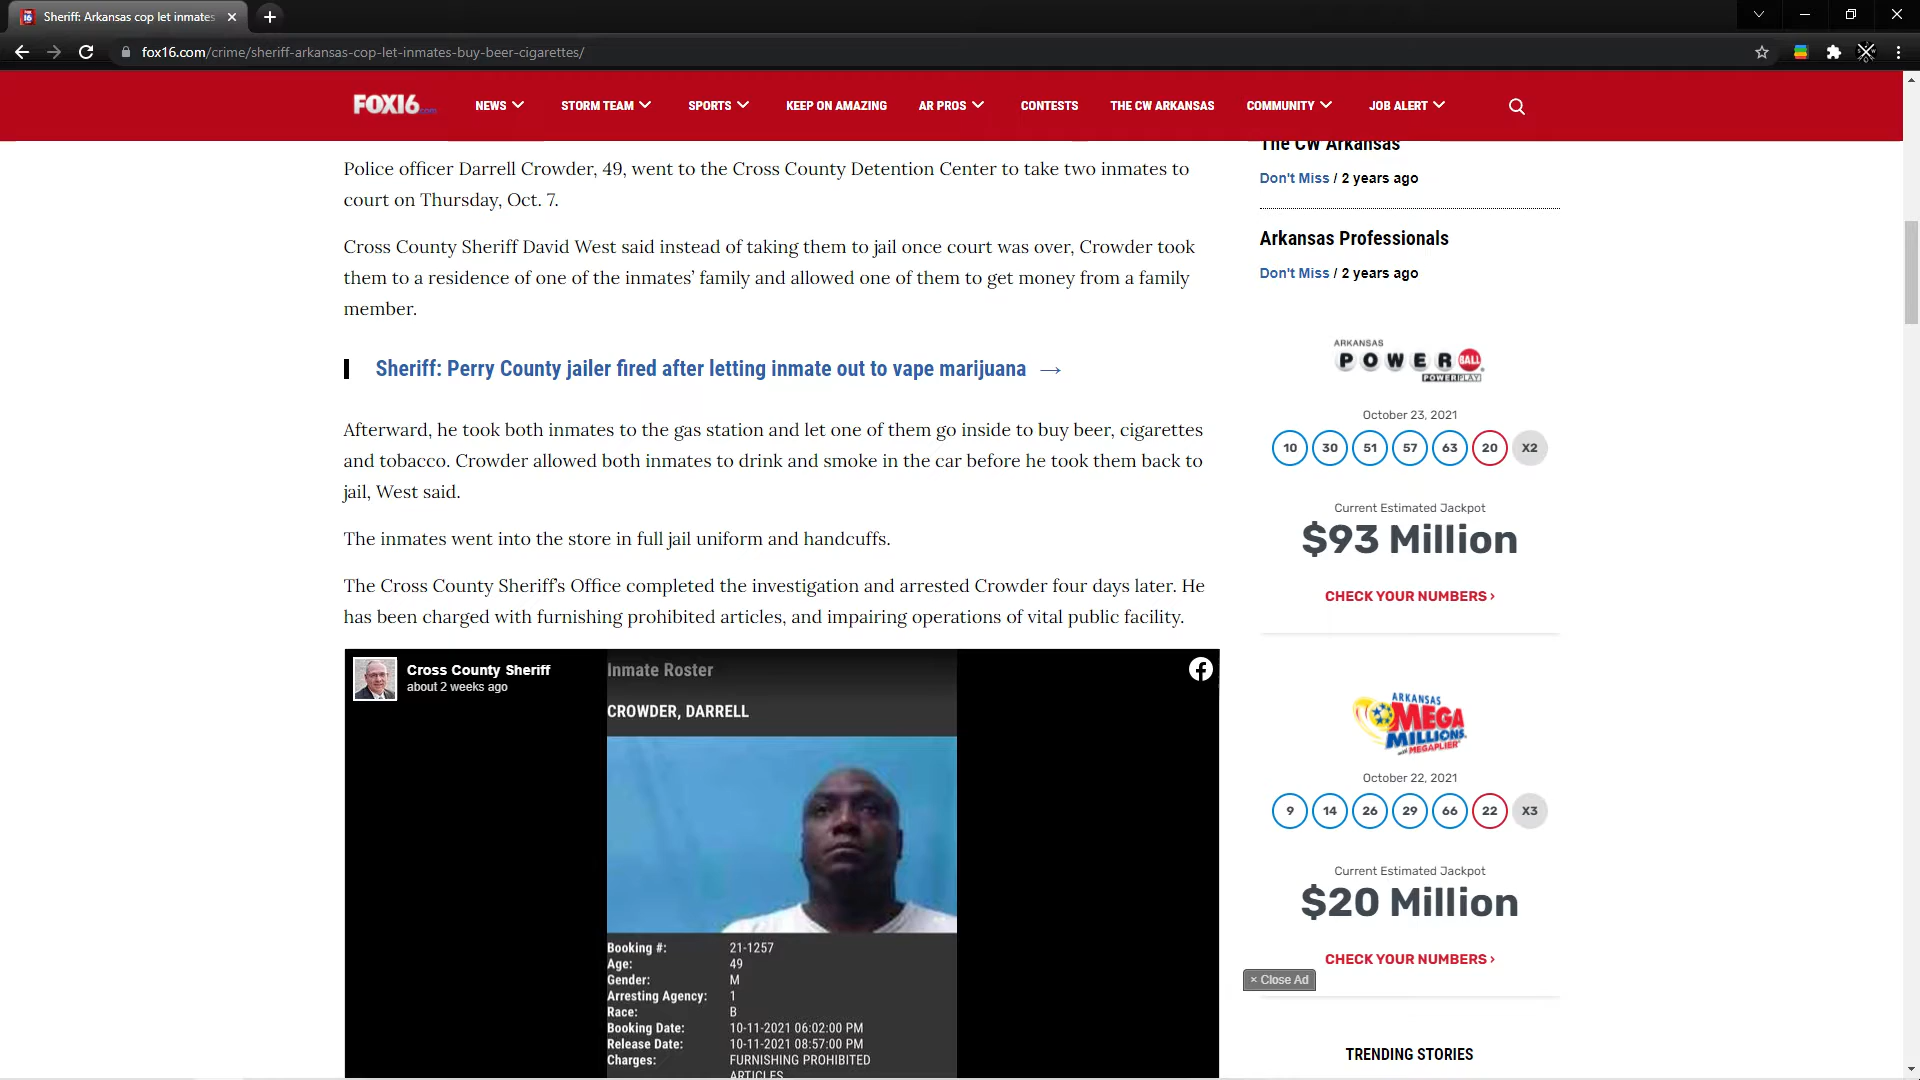 Sheriff: Arkansas cop let inmates
fox16.com/crime/sheriff-arkansas-cop-let-inmates-buy-beer-cigarettes/
FOX16.com
NEWS
STORM TEAM
SPORTS
KEEP ON AMAZING
AR PROS
CONTESTS
THE CW ARKANSAS
COMMUNITY
JOB ALERT
Police officer Darrell Crowder, 49, went to the Cross County Detention Center to take two inmates to
court on Thursday, Oct. 7.
Cross County Sheriff David West said instead of taking them to jail once court was over, Crowder took
them to a residence of one of the inmates’ family and allowed one of them to get money from a family
member.
Sheriff: Perry County jailer fired after letting inmate out to vape marijuana →
Afterward, he took both inmates to the gas station and let one of them go inside to buy beer, cigarettes
and tobacco. Crowder allowed both inmates to drink and smoke in the car before he took them back to
jail, West said.
The inmates went into the store in full jail uniform and handcuffs.
The Cross County Sheriff’s Office completed the investigation and arrested Crowder four days later. He
has been charged with furnishing prohibited articles, and impairing operations of vital public facility.
Cross County Sheriff
about 2 weeks ago
Inmate Roster
CROWDER, DARRELL
Booking #: 21-1257
Age: 49
Gender: M
Arresting Agency: 1
Race: B
Booking Date: 10-11-2021 06:02:00 PM
Release Date: 10-11-2021 08:57:00 PM
Charges: FURNISHING PROHIBITED
ARTICLES
The CW Arkansas
Don't Miss / 2 years ago
Arkansas Professionals
Don't Miss / 2 years ago
ARKANSAS
POWERBALL
POWERPLAY
October 23, 2021
10 30 51 57 63 20 X2
Current Estimated Jackpot
$93 Million
CHECK YOUR NUMBERS ›
ARKANSAS
MEGA
MILLIONS
with MEGAPLIER
October 22, 2021
9 14 26 29 66 22 X3
Current Estimated Jackpot
$20 Million
CHECK YOUR NUMBERS ›
× Close Ad
TRENDING STORIES